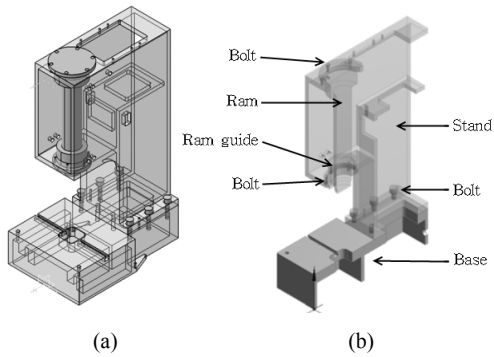 Bolt
Ram
Ram guide
Bolt
Stand
Bolt
Base
(a)
(b)